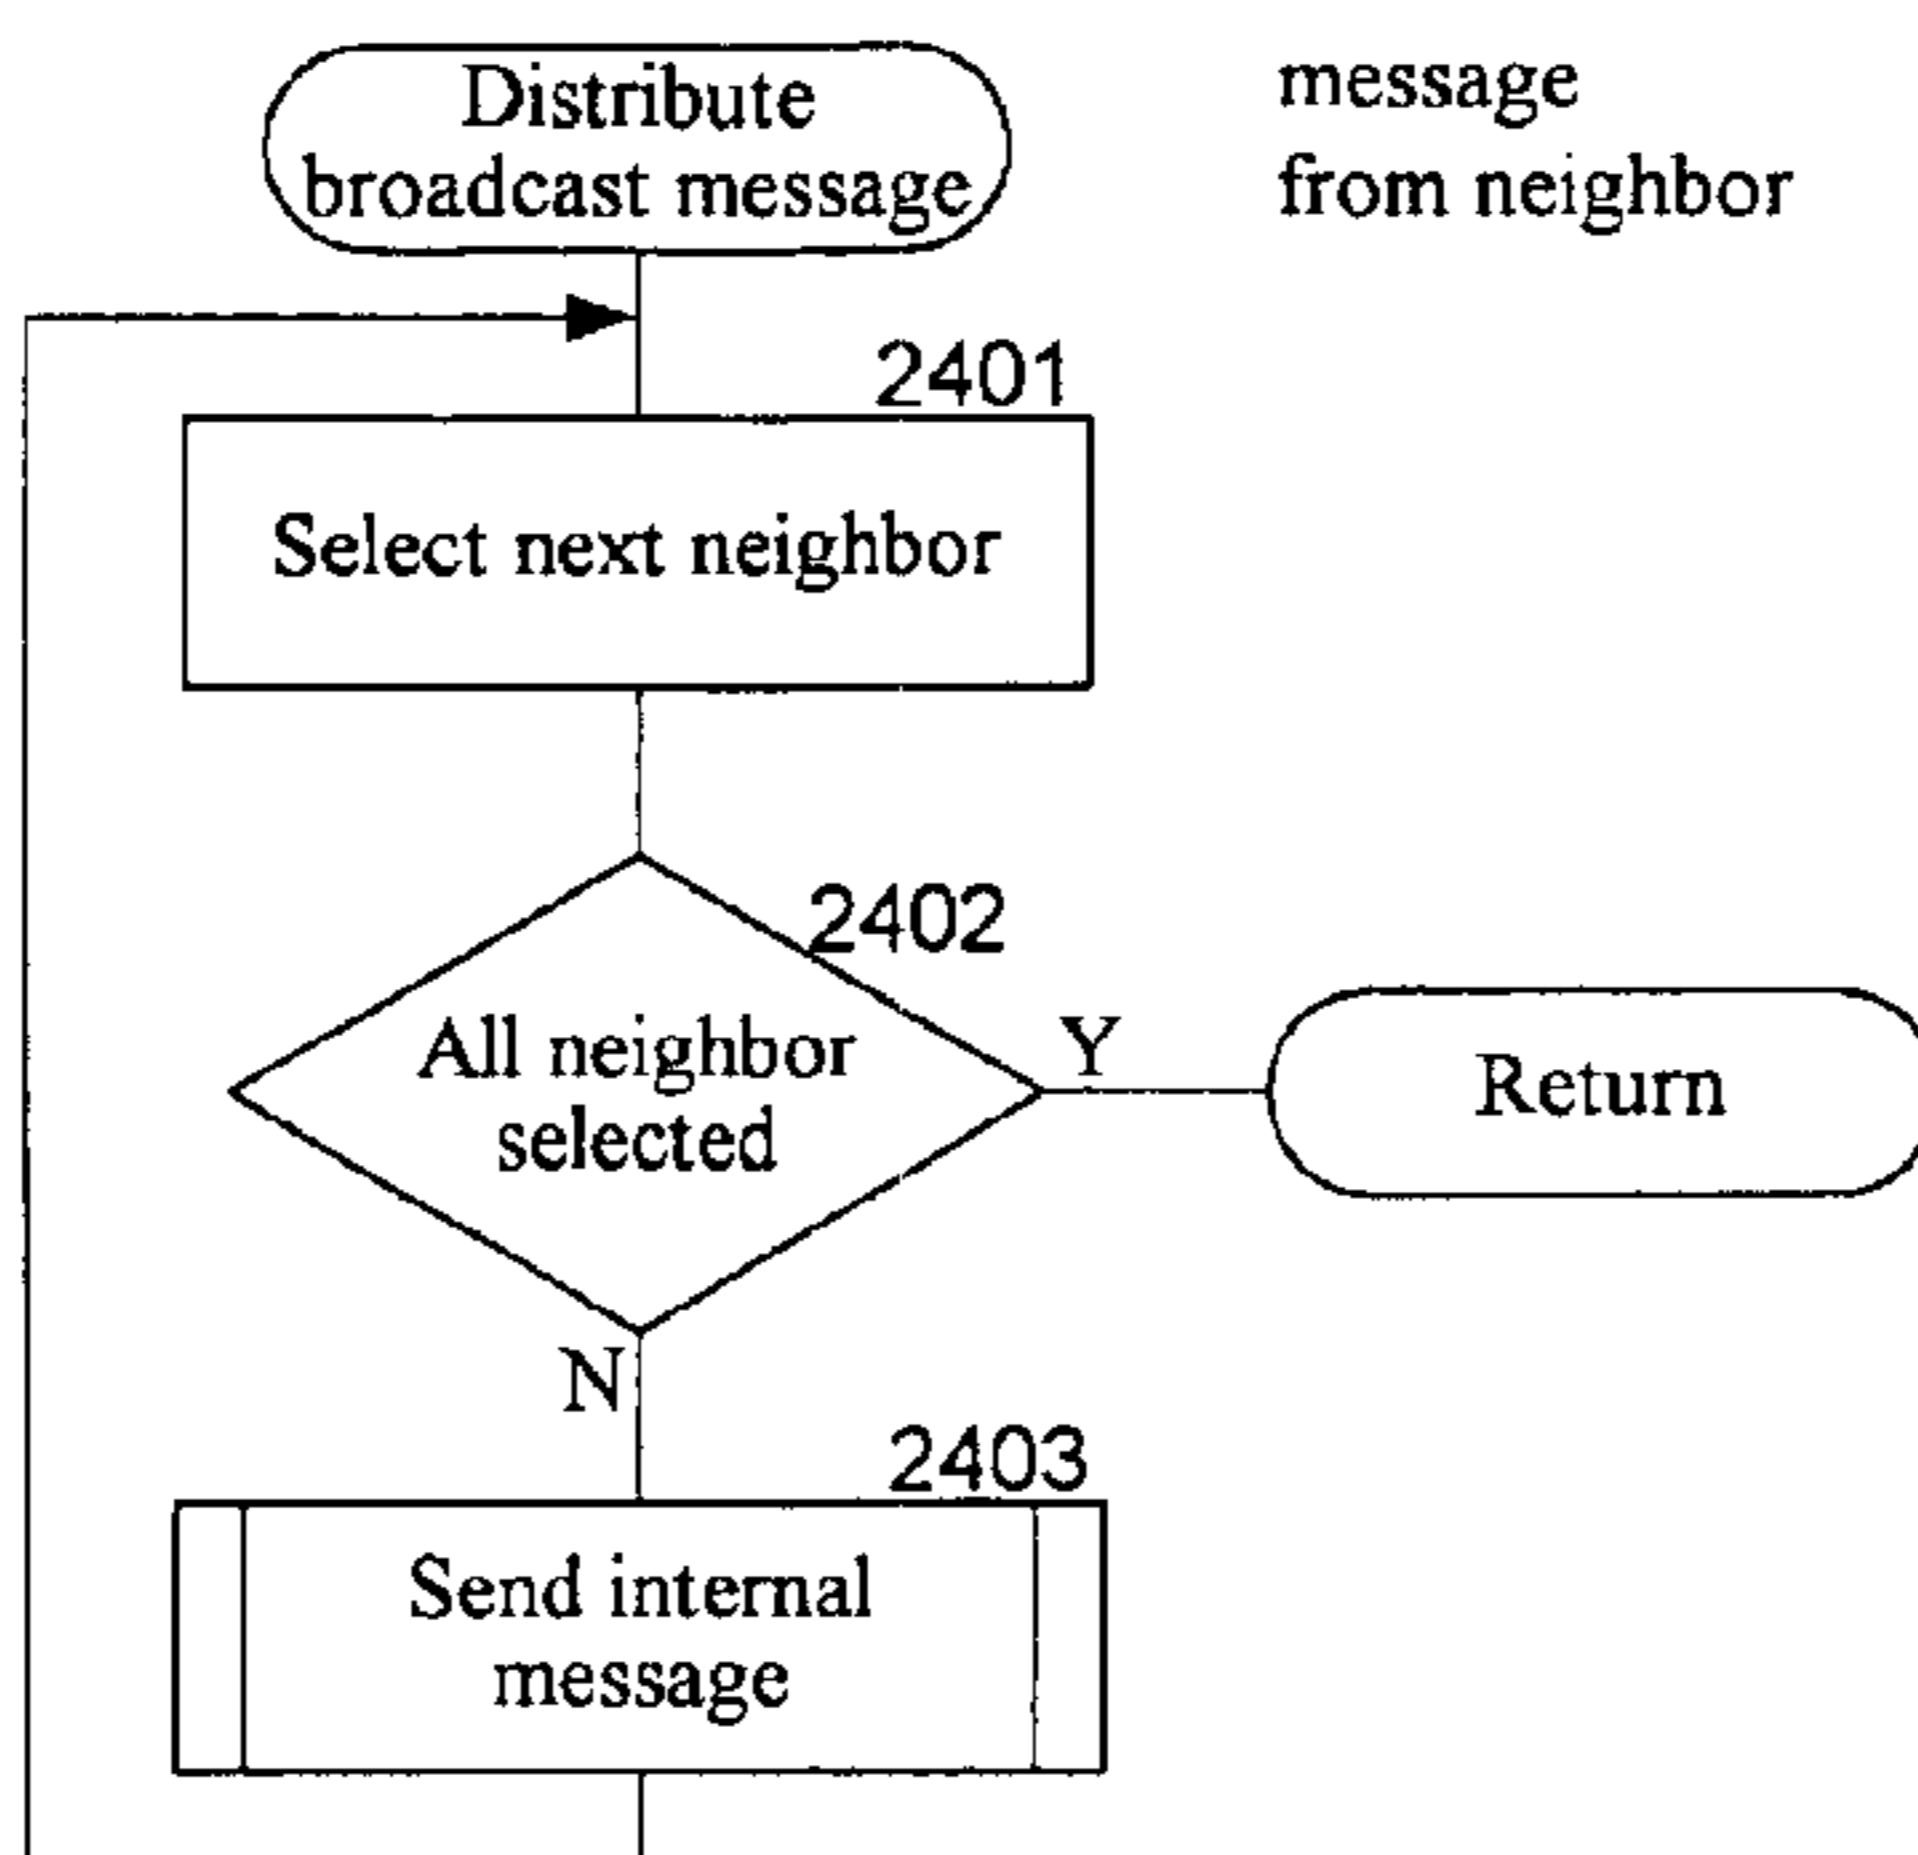 Distribute
broadcast message
message
from neighbor
2401
Select next neighbor
2402
All neighbor
selected
Y
Return
N
2403
Send internal
message